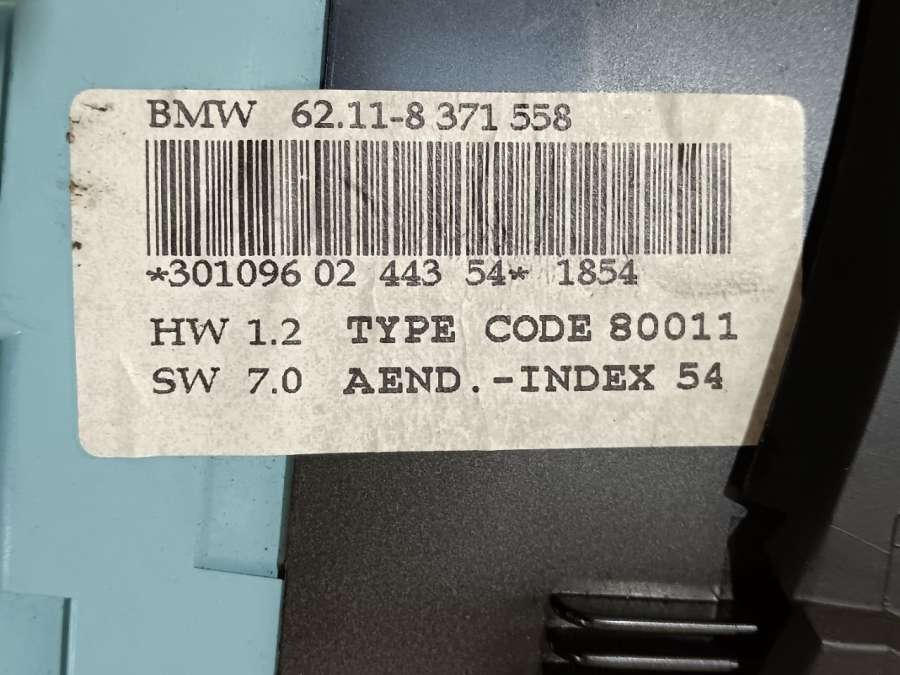 BMW 62.11-8 371 558
*301096 02 443 54* 1854
HW 1.2 TYPE CODE 80011
SW 7.0 AEND.-INDEX 54